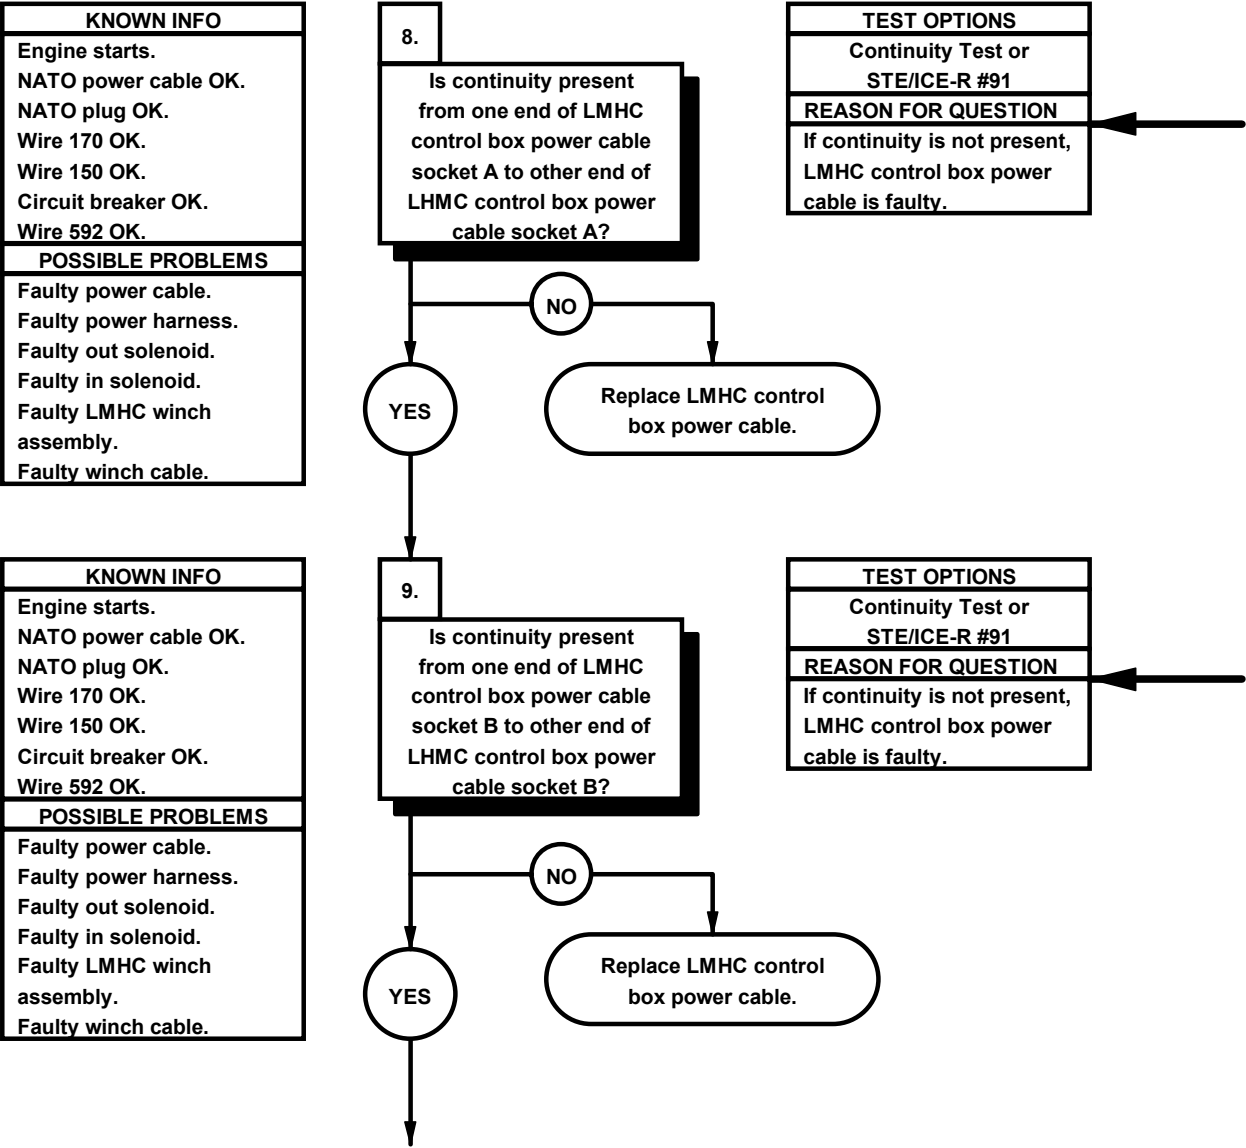 KNOWN INFO
Engine starts.
NATO power cable OK.
NATO plug OK.
Wire 170 OK.
Wire 150 OK.
Circuit breaker OK.
Wire 592 OK.
POSSIBLE PROBLEMS
Faulty power cable.
Faulty power harness.
Faulty out solenoid.
Faulty in solenoid.
Faulty LMHC winch
assembly.
Faulty winch cable.
8.
Is continuity present
from one end of LMHC
control box power cable
socket A to other end of
LHMC control box power
cable socket A?
NO
YES
Replace LMHC control
box power cable.
TEST OPTIONS
Continuity Test or
STE/ICE-R #91
REASON FOR QUESTION
If continuity is not present,
LMHC control box power
cable is faulty.
KNOWN INFO
Engine starts.
NATO power cable OK.
NATO plug OK.
Wire 170 OK.
Wire 150 OK.
Circuit breaker OK.
Wire 592 OK.
POSSIBLE PROBLEMS
Faulty power cable.
Faulty power harness.
Faulty out solenoid.
Faulty in solenoid.
Faulty LMHC winch
assembly.
Faulty winch cable.
9.
Is continuity present
from one end of LMHC
control box power cable
socket B to other end of
LHMC control box power
cable socket B?
NO
YES
Replace LMHC control
box power cable.
TEST OPTIONS
Continuity Test or
STE/ICE-R #91
REASON FOR QUESTION
If continuity is not present,
LMHC control box power
cable is faulty.